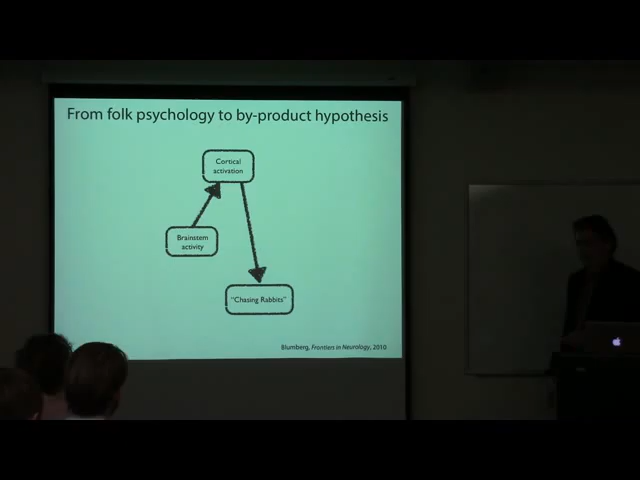 From folk psychology to by-product hypothesis
Cortical
activation
Brainstem
activity
"Chasing Rabbits"
Blumberg, Frontiers in Neurology, 2010